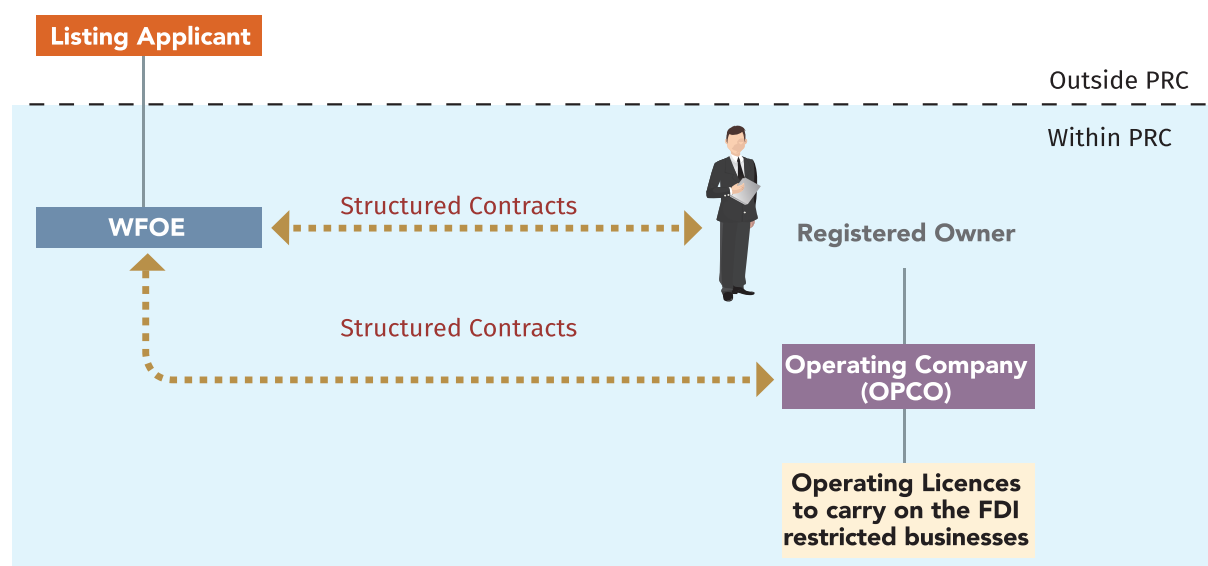 Listing Applicant
Outside PRC
Within PRC
Structured Contracts
WFOE
Registered Owner
Structured Contracts
Operating Company
(OPCO)
Operating Licences
to carry on the FDI
restricted businesses